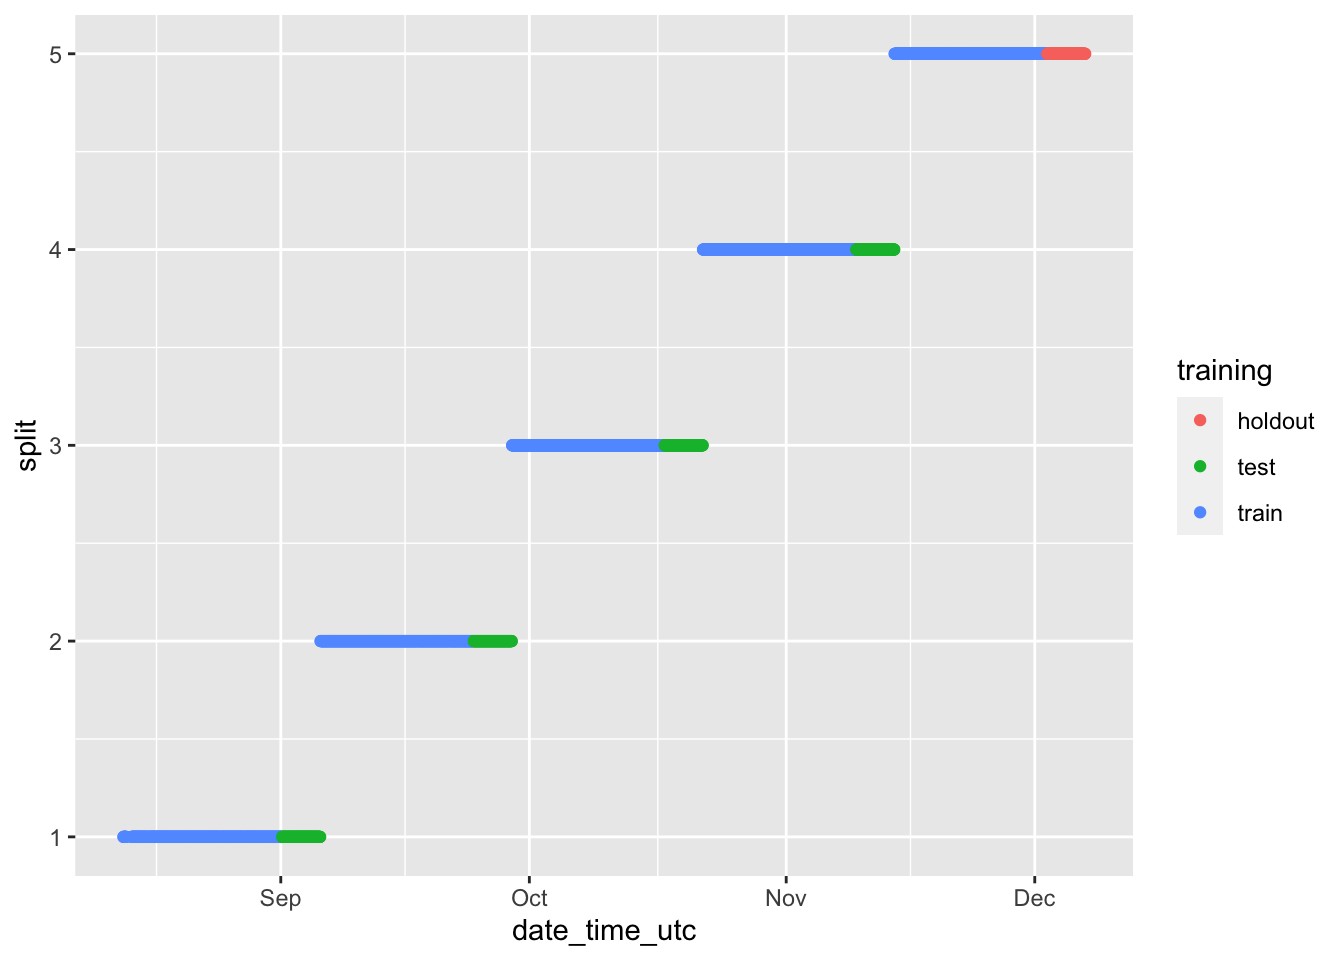 5
4
3
2
1
split
Sep
Oct
Nov
Dec
date_time_utc
training
holdout
test
train